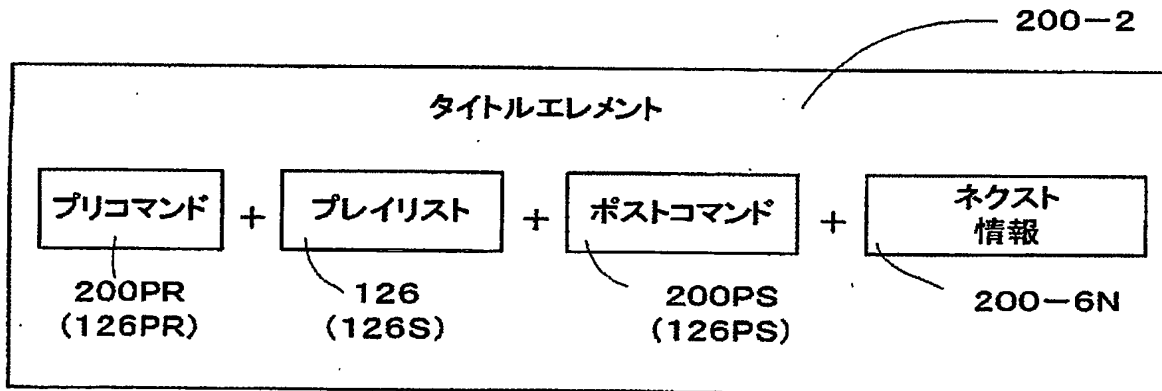 200-2
タイトルエレメント
プリコマンド + プレイリスト + ポストコマンド + ネクスト
情報
200PR 126 200PS 200-6N
(126PR) (126S) (126PS)